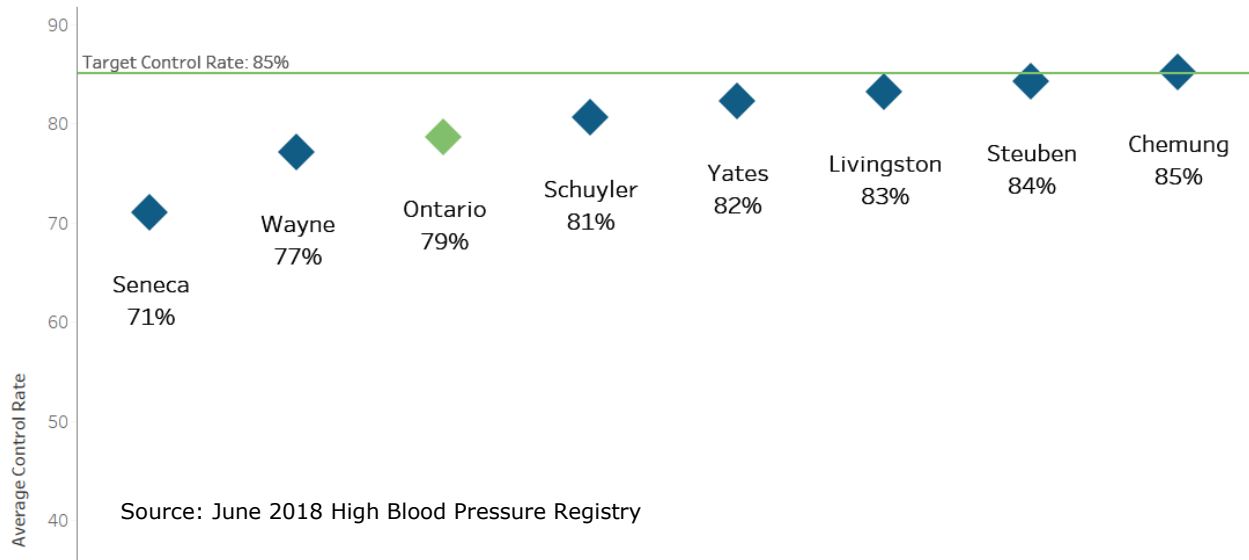 90
Target Control Rate: 85%
80
70
60
50
40
Average Control Rate
Seneca
71%
Wayne
77%
Ontario
79%
Schuyler
81%
Yates
82%
Livingston
83%
Steuben
84%
Chemung
85%
Source: June 2018 High Blood Pressure Registry